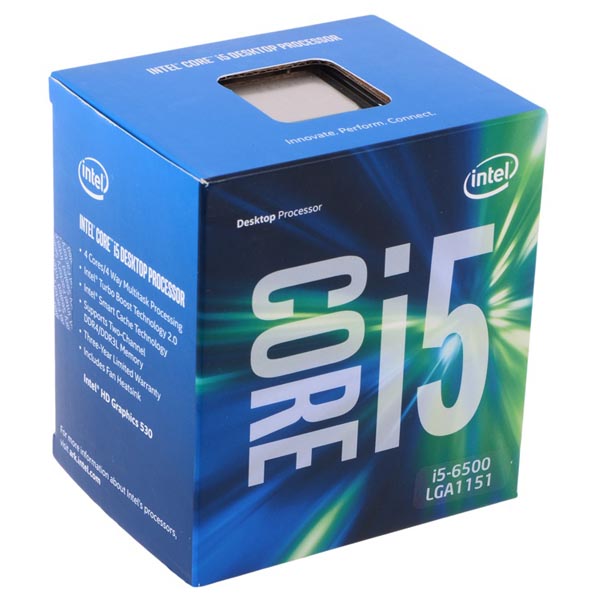 INTEL® CORE™ i5 DESKTOP PROCESSOR
Innovate. Perform. Connect.
intel
INTEL® CORE™ i5 DESKTOP PROCESSOR
• 4 Cores/4 Way Multitask Processing
• Intel® Turbo Boost Technology 2.0
• Intel® Smart Cache Technology
• Supports Two-Channel
DDR4/DDR3L Memory
• Three-Year Limited Warranty
• Includes Fan Heatsink
Intel® HD Graphics 530
For more information about Intel's processors,
visit ark.intel.com
intel
Desktop Processor
CORE i5
i5-6500
LGA1151